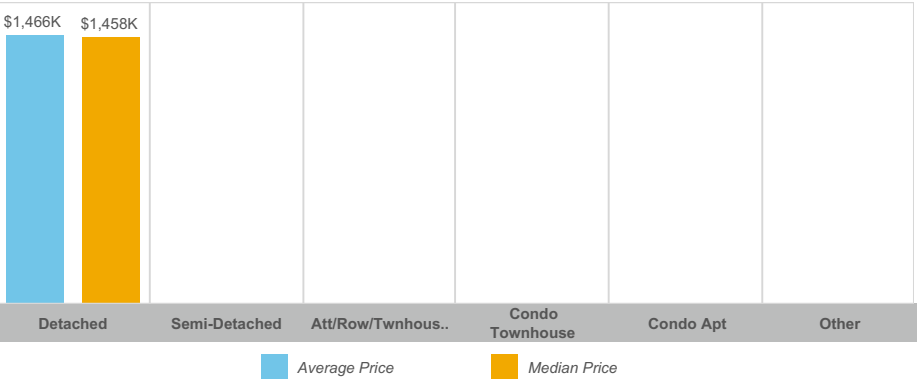 $1,466K $1,458K
Detached Semi-Detached Att/Row/Twnhous.. Condo Townhouse Condo Apt Other
Average Price Median Price